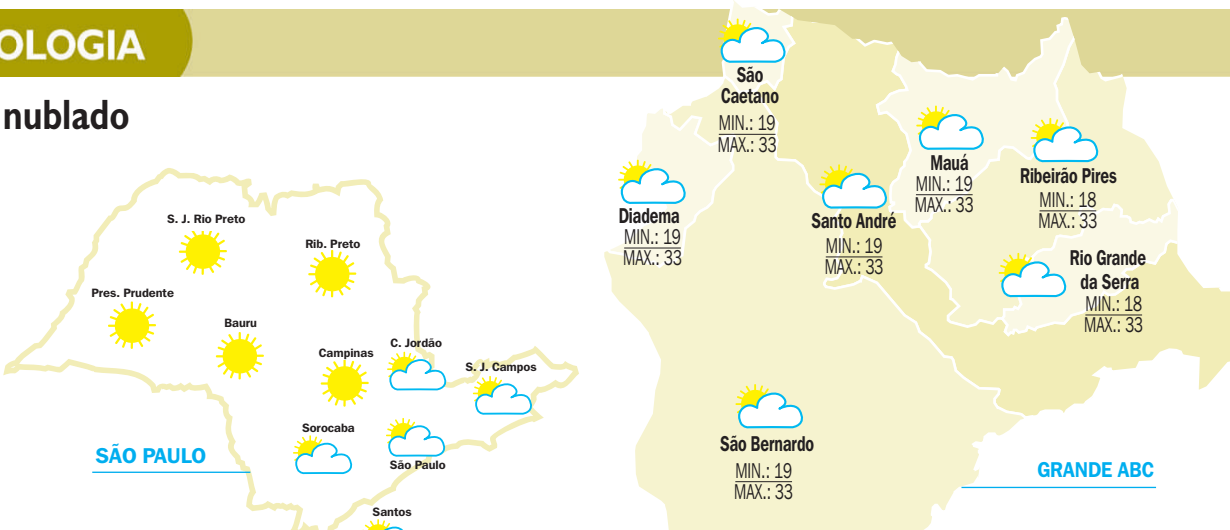 OLOGIA
nublado
S. J. Rio Preto
Rib. Preto
Pres. Prudente
Bauru
Campinas
C. Jordão
S. J. Campos
Sorocaba
São Paulo
Santos
SÃO PAULO
São
Caetano
MIN.: 19
MAX.: 33
Diadema
MIN.: 19
MAX.: 33
Santo André
MIN.: 19
MAX.: 33
Mauá
MIN.: 19
MAX.: 33
Ribeirão Pires
MIN.: 18
MAX.: 33
Rio Grande
da Serra
MIN.: 18
MAX.: 33
São Bernardo
MIN.: 19
MAX.: 33
GRANDE ABC